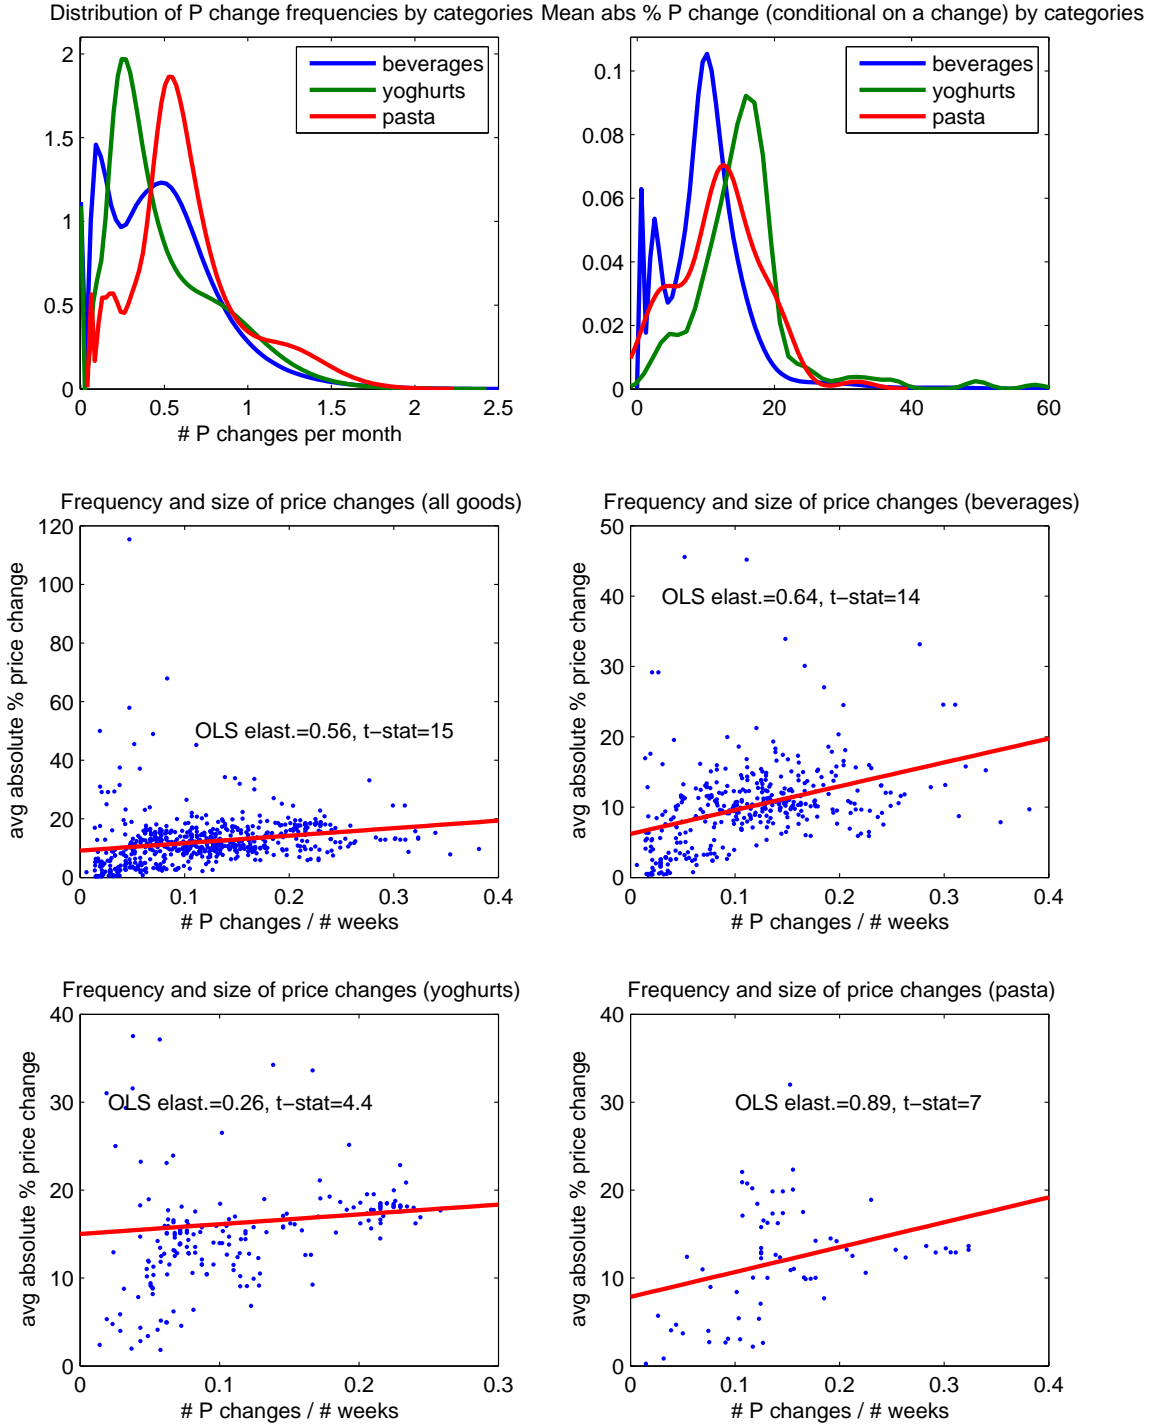 Distribution of P change frequencies by categories
2
1.5
1
0.5
0
0 0.5 1 1.5 2 2.5
# P changes per month
beverages
yoghurts
pasta
Mean abs % P change (conditional on a change) by categories
0.1
0.08
0.06
0.04
0.02
0
0 20 40 60
beverages
yoghurts
pasta
Frequency and size of price changes (all goods)
avg absolute % price change
120
100
80
60
40
20
0
OLS elast.=0.56, t−stat=15
0 0.1 0.2 0.3 0.4
# P changes / # weeks
Frequency and size of price changes (beverages)
avg absolute % price change
50
40
30
20
10
0
OLS elast.=0.64, t−stat=14
0 0.1 0.2 0.3 0.4
# P changes / # weeks
Frequency and size of price changes (yoghurts)
avg absolute % price change
40
30
20
10
0
OLS elast.=0.26, t−stat=4.4
0 0.1 0.2 0.3
# P changes / # weeks
Frequency and size of price changes (pasta)
avg absolute % price change
40
30
20
10
0
OLS elast.=0.89, t−stat=7
0 0.1 0.2 0.3 0.4
# P changes / # weeks